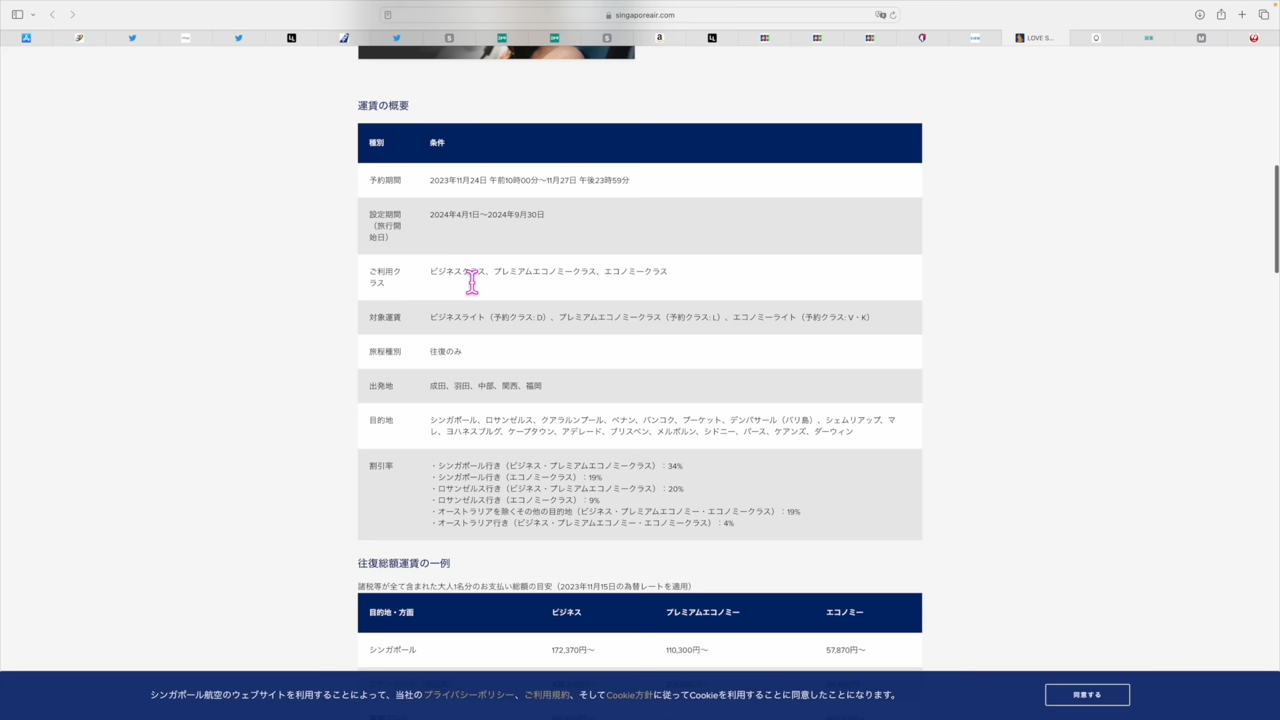 singaporeair.com
LOVE S...
運賃の概要
種別 条件
予約期間 2023年11月24日 午前10時00分〜11月27日 午後23時59分
設定期間 2024年4月1日〜2024年9月30日
（旅行開
始日）
ご利用ク ビジネスクラス、プレミアムエコノミークラス、エコノミークラス
ラス
対象運賃 ビジネスライト（予約クラス: D）、プレミアムエコノミークラス（予約クラス: L）、エコノミーライト（予約クラス: V・K）
旅程種別 往復のみ
出発地 成田、羽田、中部、関西、福岡
目的地 シンガポール、ロサンゼルス、クアラルンプール、ペナン、バンコク、プーケット、デンパサール（バリ島）、シェムリアップ、マ
レ、ヨハネスブルグ、ケープタウン、アデレード、ブリスベン、メルボルン、シドニー、パース、ケアンズ、ダーウィン
割引率 ・シンガポール行き（ビジネス・プレミアムエコノミークラス）：34%
・シンガポール行き（エコノミークラス）：19%
・ロサンゼルス行き（ビジネス・プレミアムエコノミークラス）：20%
・ロサンゼルス行き（エコノミークラス）：9%
・オーストラリアを除くその他の目的地（ビジネス・プレミアムエコノミー・エコノミークラス）：19%
・オーストラリア行き（ビジネス・プレミアムエコノミー・エコノミークラス）：4%
往復総額運賃の一例
諸税等が全て含まれた大人1名分のお支払い総額の目安（2023年11月15日の為替レートを適用）
目的地・方面 ビジネス プレミアムエコノミー エコノミー
シンガポール 172,370円〜 110,300円〜 57,870円〜
シンガポール航空のウェブサイトを利用することによって、当社のプライバシーポリシー、ご利用規約、そしてCookie方針に従ってCookieを利用することに同意したことになります。
同意する